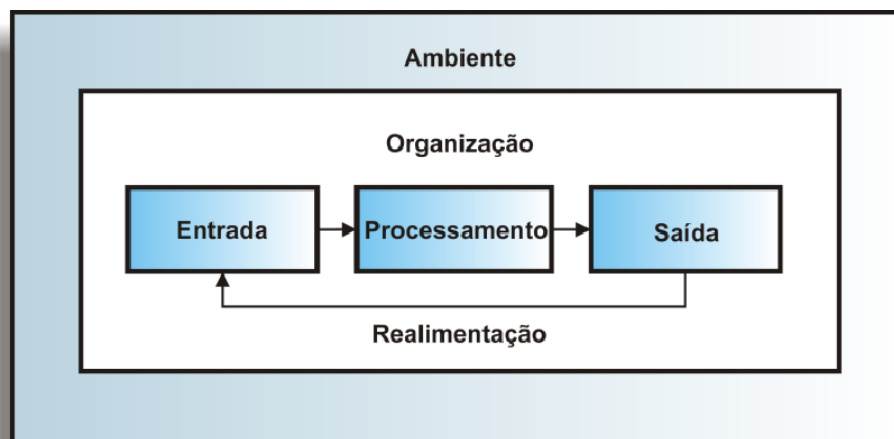 Ambiente
Organização
Entrada
Processamento
Saída
Realimentação